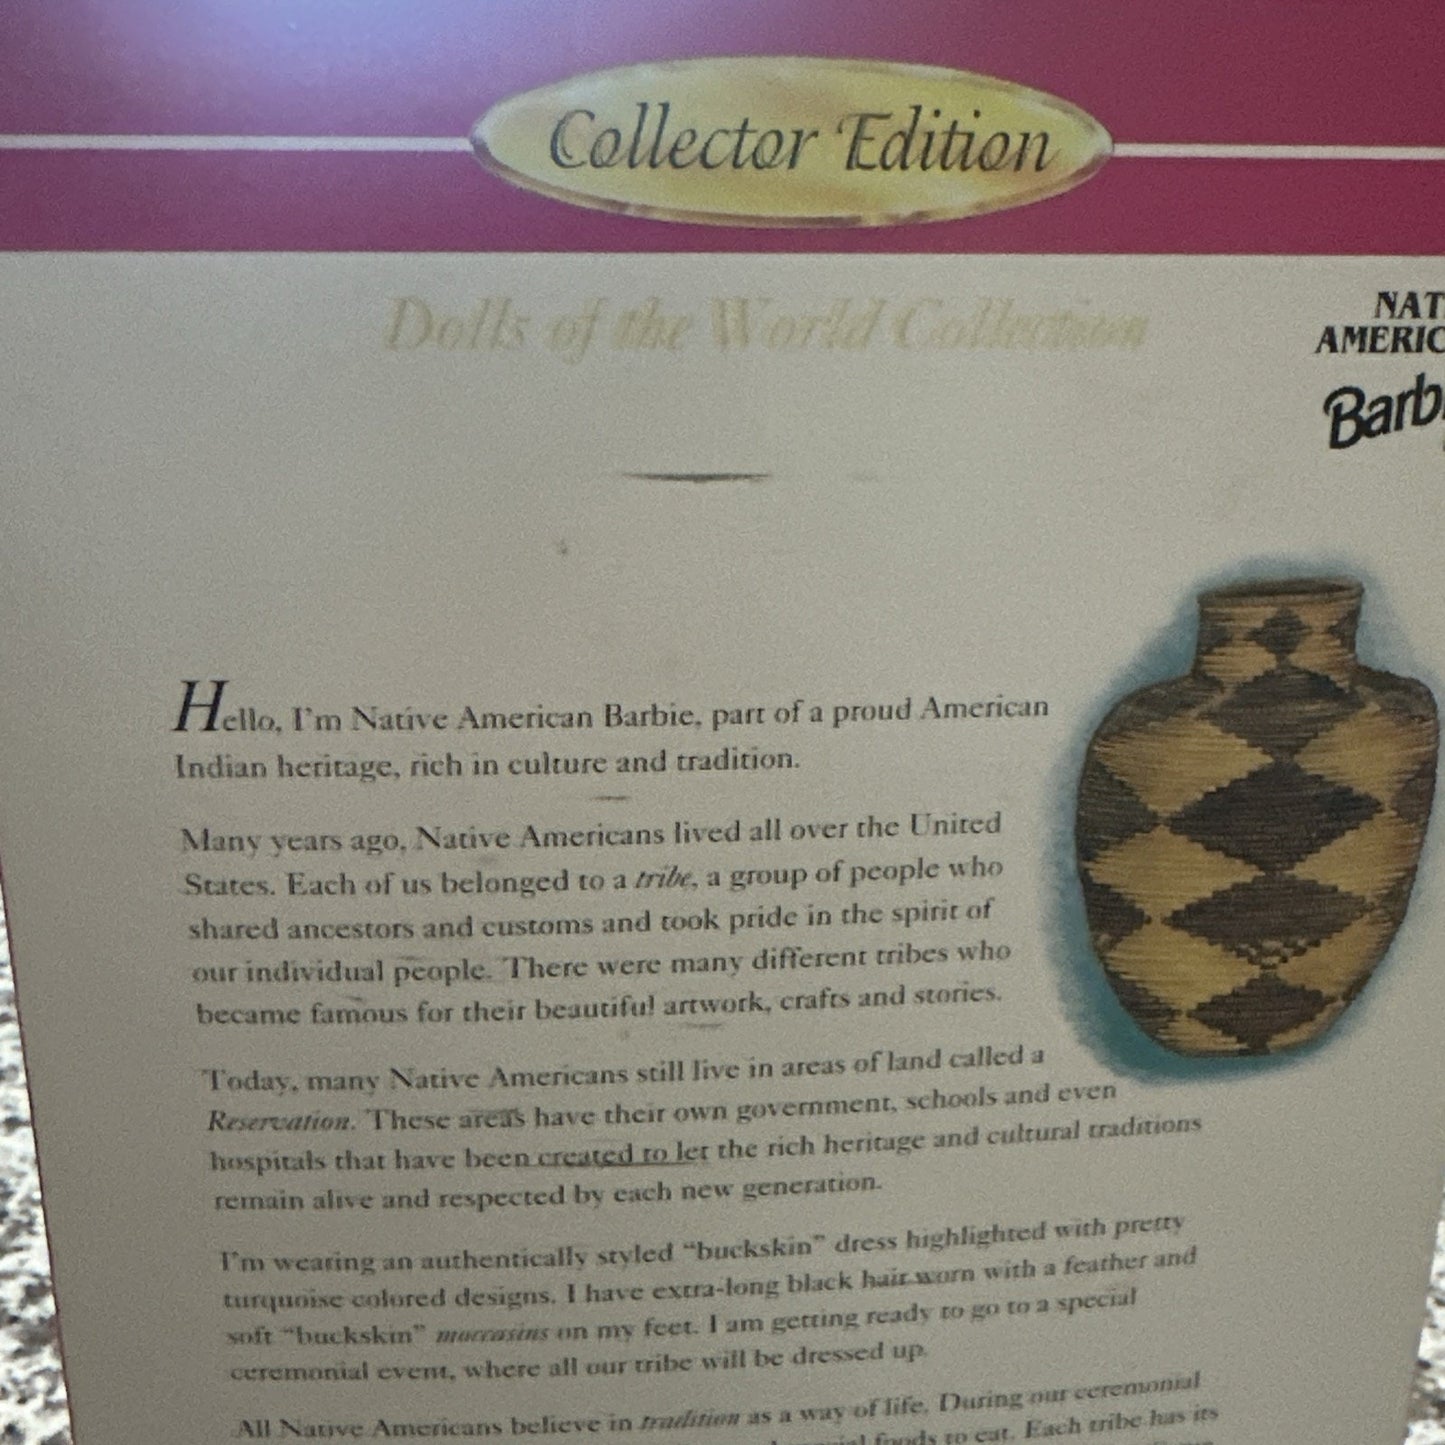 Collector Edition
Dolls of the World Collection
NAT
AMERIC
Barb
Hello, I'm Native American Barbie, part of a proud American
Indian heritage, rich in culture and tradition.
Many years ago, Native Americans lived all over the United
States. Each of us belonged to a tribe, a group of people who
shared ancestors and customs and took pride in the spirit of
our individual people. There were many different tribes who
became famous for their beautiful artwork, crafts and stories.
Today, many Native Americans still live in areas of land called a
Reservation. These areas have their own government, schools and even
hospitals that have been created to let the rich heritage and cultural traditions
remain alive and respected by each new generation.
I'm wearing an authentically styled "buckskin" dress highlighted with pretty
turquoise colored designs. I have extra-long black hair worn with a feather and
soft "buckskin" moccasins on my feet. I am getting ready to go to a special
ceremonial event, where all our tribe will be dressed up.
All Native Americans believe in tradition as a way of life. During our ceremonial
foods to eat. Each tribe has its